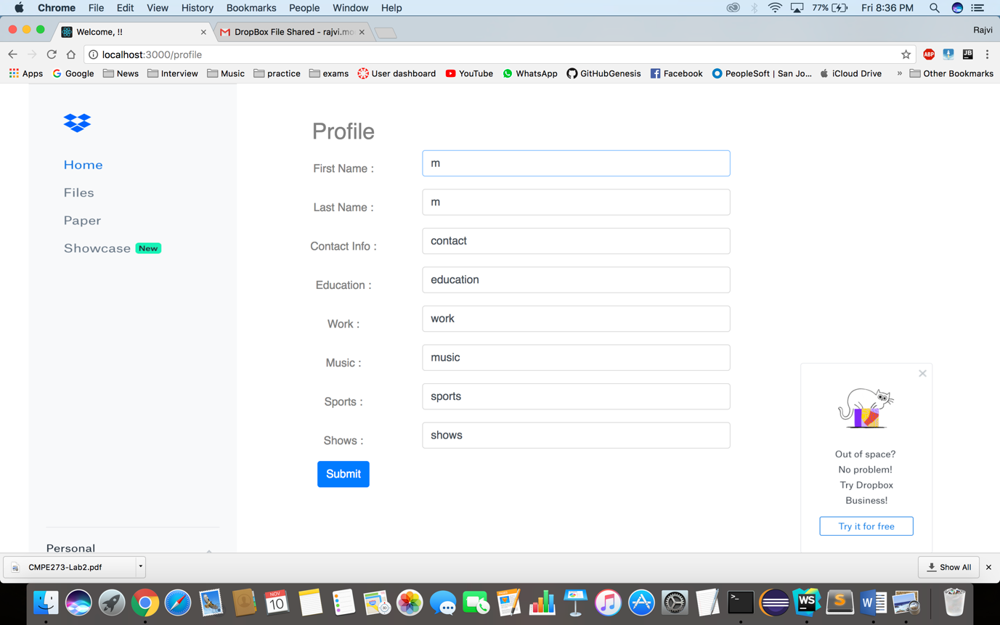 Chrome File Edit View History Bookmarks People Window Help 77% Fri 8:36 PM
Welcome, !! DropBox File Shared - rajvi.mo Rajvi
localhost:3000/profile ABP JB
Apps Google News Interview Music practice exams User dashboard YouTube WhatsApp GitHubGenesis Facebook PeopleSoft | San Jo... iCloud Drive » Other Bookmarks
Profile
First Name : m
Last Name : m
Contact Info : contact
Education : education
Work : work
Music : music
Sports : sports
Shows : shows
Submit
Home
Files
Paper
Showcase New
Personal
Out of space?
No problem!
Try Dropbox
Business!
Try it for free
CMPE273-Lab2.pdf Show All
NOV
10
>_
WS
S
W